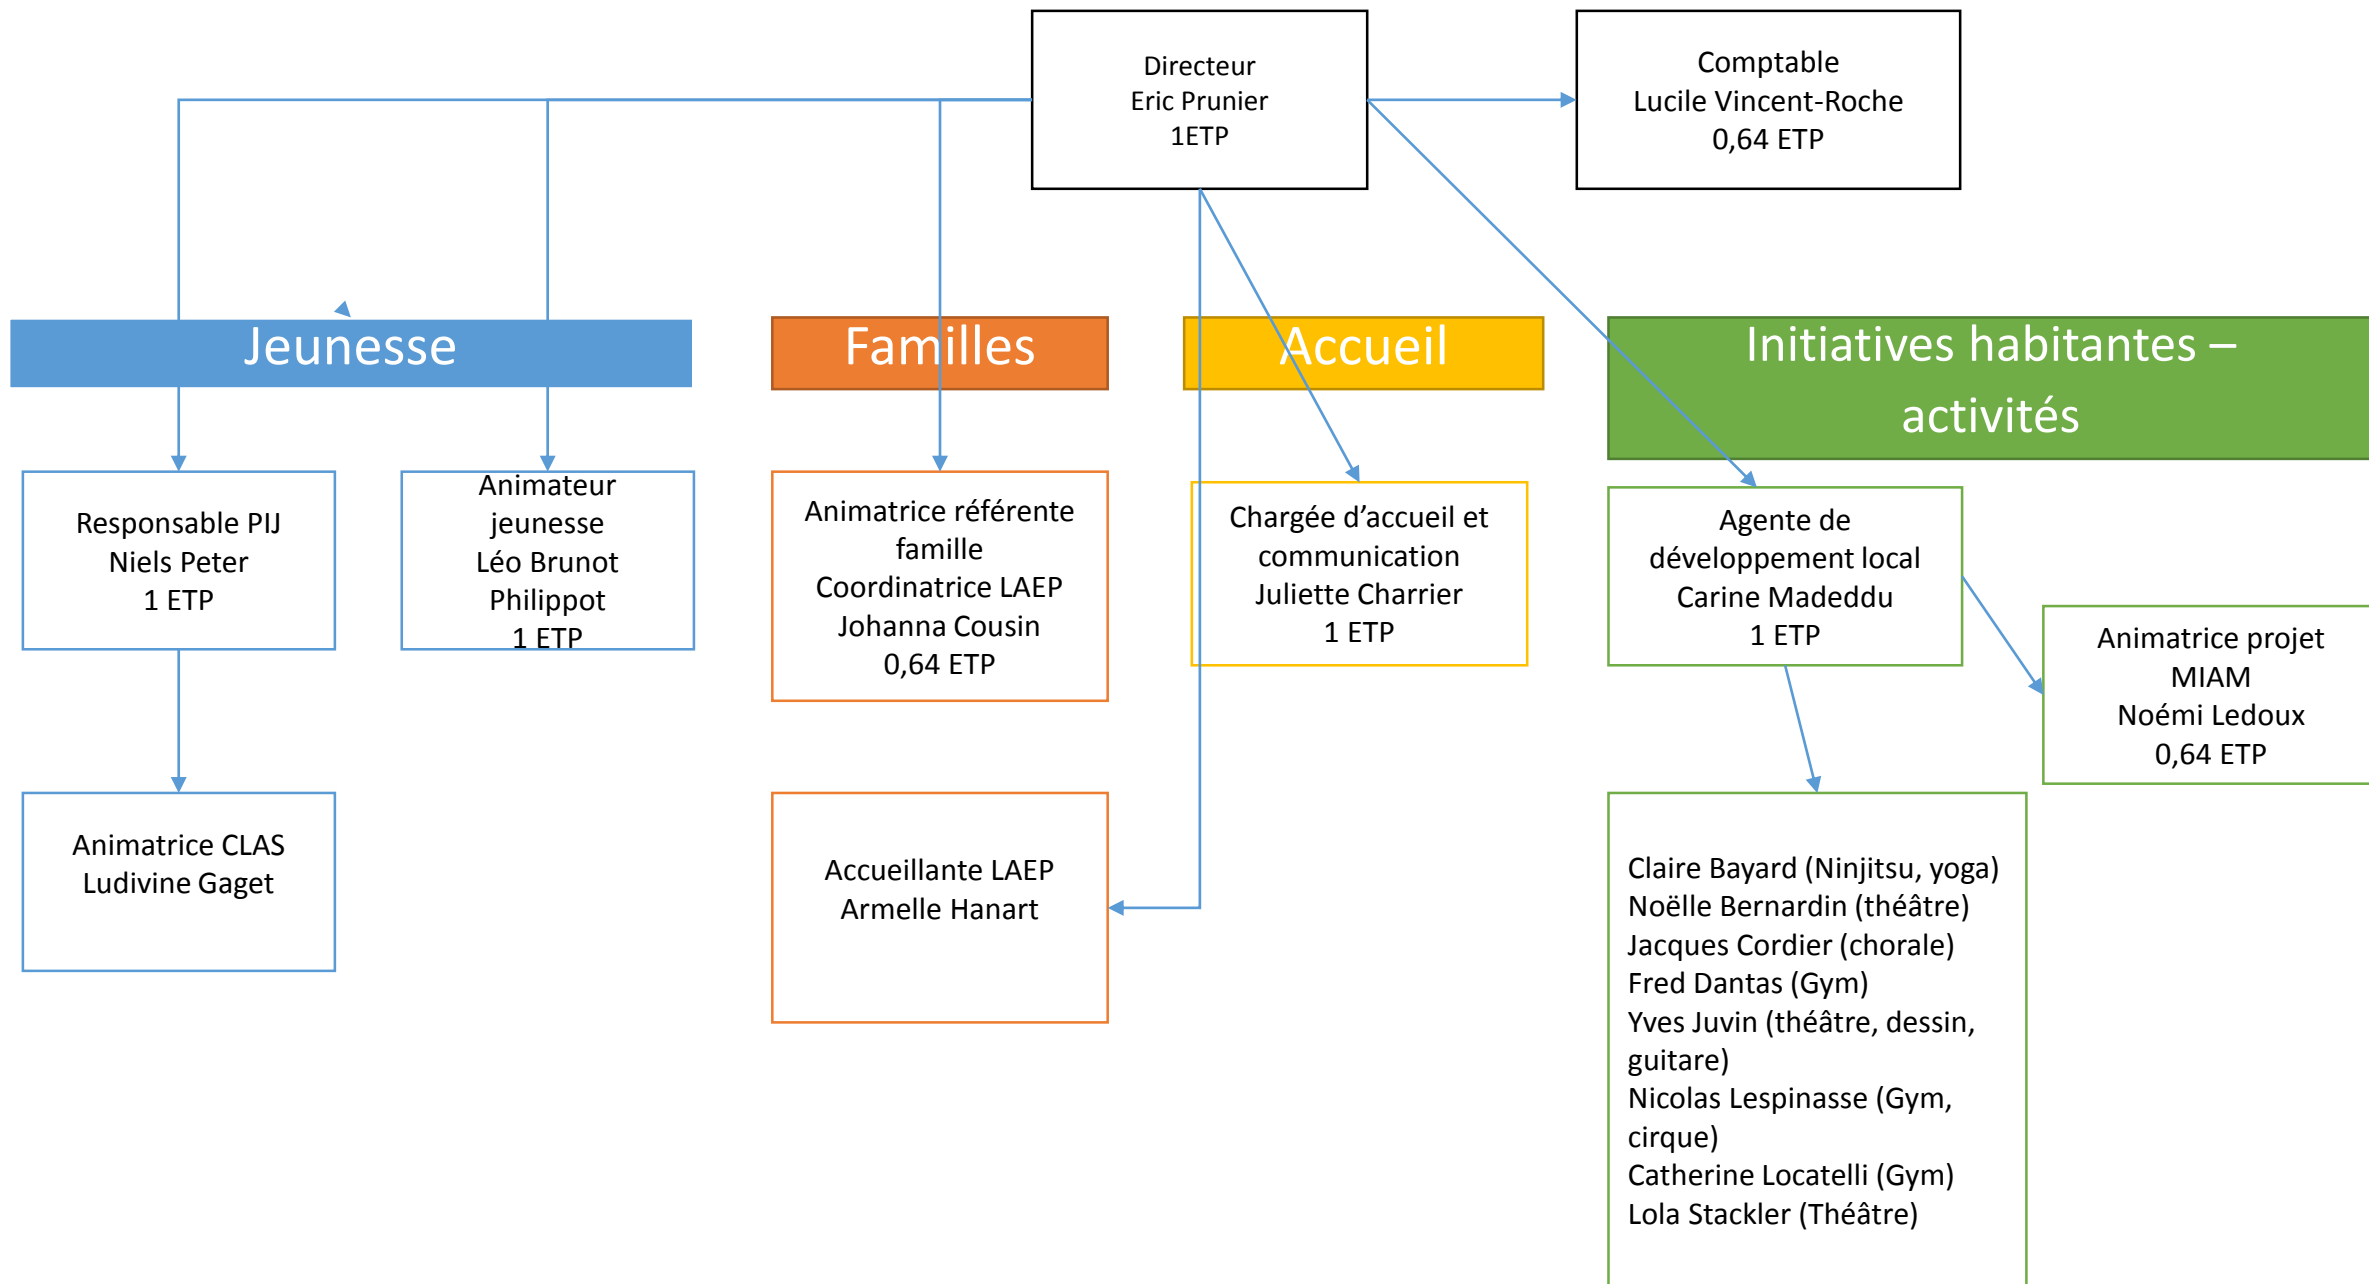 Directeur
Eric Prunier
1ETP
Comptable
Lucile Vincent-Roche
0,64 ETP
Jeunesse
Familles
Accueil
Initiatives habitantes –
activités
Responsable PIJ
Niels Peter
1 ETP
Animateur
jeunesse
Léo Brunot
Philippot
1 ETP
Animatrice référente
famille
Coordinatrice LAEP
Johanna Cousin
0,64 ETP
Chargée d’accueil et
communication
Juliette Charrier
1 ETP
Agente de
développement local
Carine Madeddu
1 ETP
Animatrice projet
MIAM
Noémi Ledoux
0,64 ETP
Animatrice CLAS
Ludivine Gaget
Accueillante LAEP
Armelle Hanart
Claire Bayard (Ninjitsu, yoga)
Noëlle Bernardin (théâtre)
Jacques Cordier (chorale)
Fred Dantas (Gym)
Yves Juvin (théâtre, dessin,
guitare)
Nicolas Lespinasse (Gym,
cirque)
Catherine Locatelli (Gym)
Lola Stackler (Théâtre)